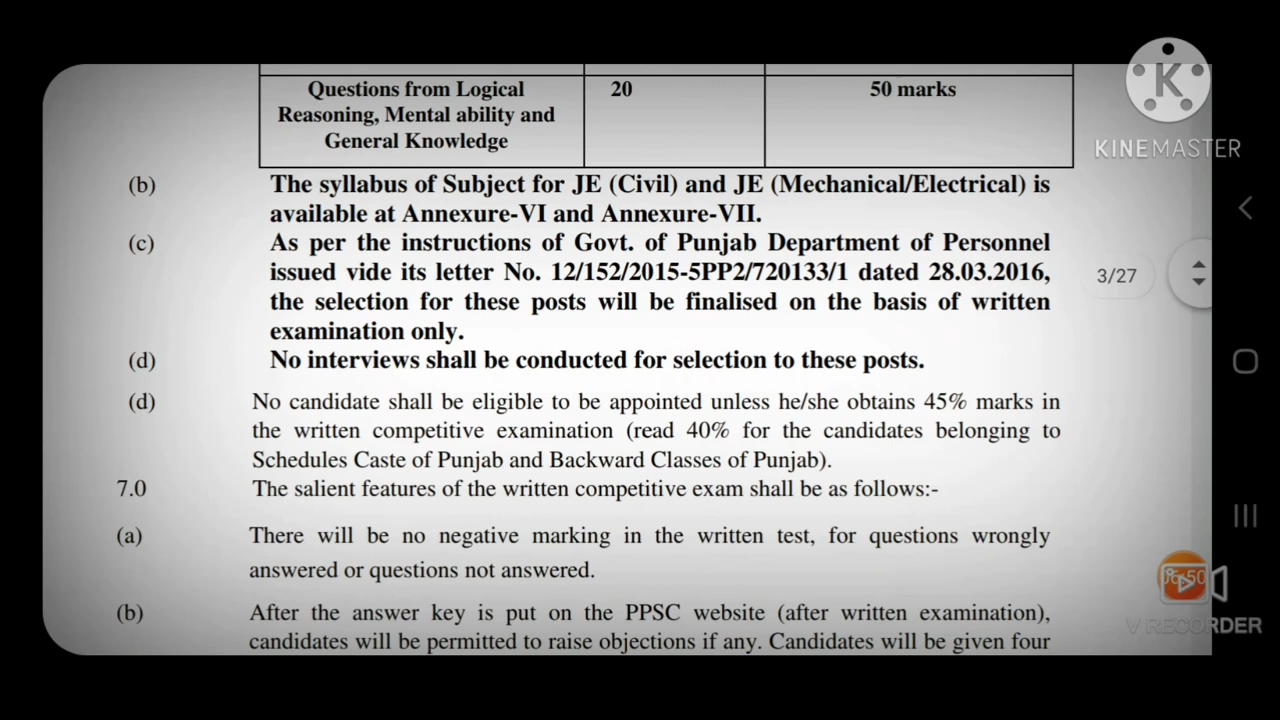 Questions from Logical 20 50 marks
Reasoning, Mental ability and
General Knowledge
K
KINEMASTER
(b) The syllabus of Subject for JE (Civil) and JE (Mechanical/Electrical) is
available at Annexure-VI and Annexure-VII.
(c) As per the instructions of Govt. of Punjab Department of Personnel
issued vide its letter No. 12/152/2015-5PP2/720133/1 dated 28.03.2016,
the selection for these posts will be finalised on the basis of written
examination only.
3/27
(d) No interviews shall be conducted for selection to these posts.
(d) No candidate shall be eligible to be appointed unless he/she obtains 45% marks in
the written competitive examination (read 40% for the candidates belonging to
Schedules Caste of Punjab and Backward Classes of Punjab).
7.0 The salient features of the written competitive exam shall be as follows:-
(a) There will be no negative marking in the written test, for questions wrongly
answered or questions not answered.
(b) After the answer key is put on the PPSC website (after written examination),
candidates will be permitted to raise objections if any. Candidates will be given four
V RECORDER